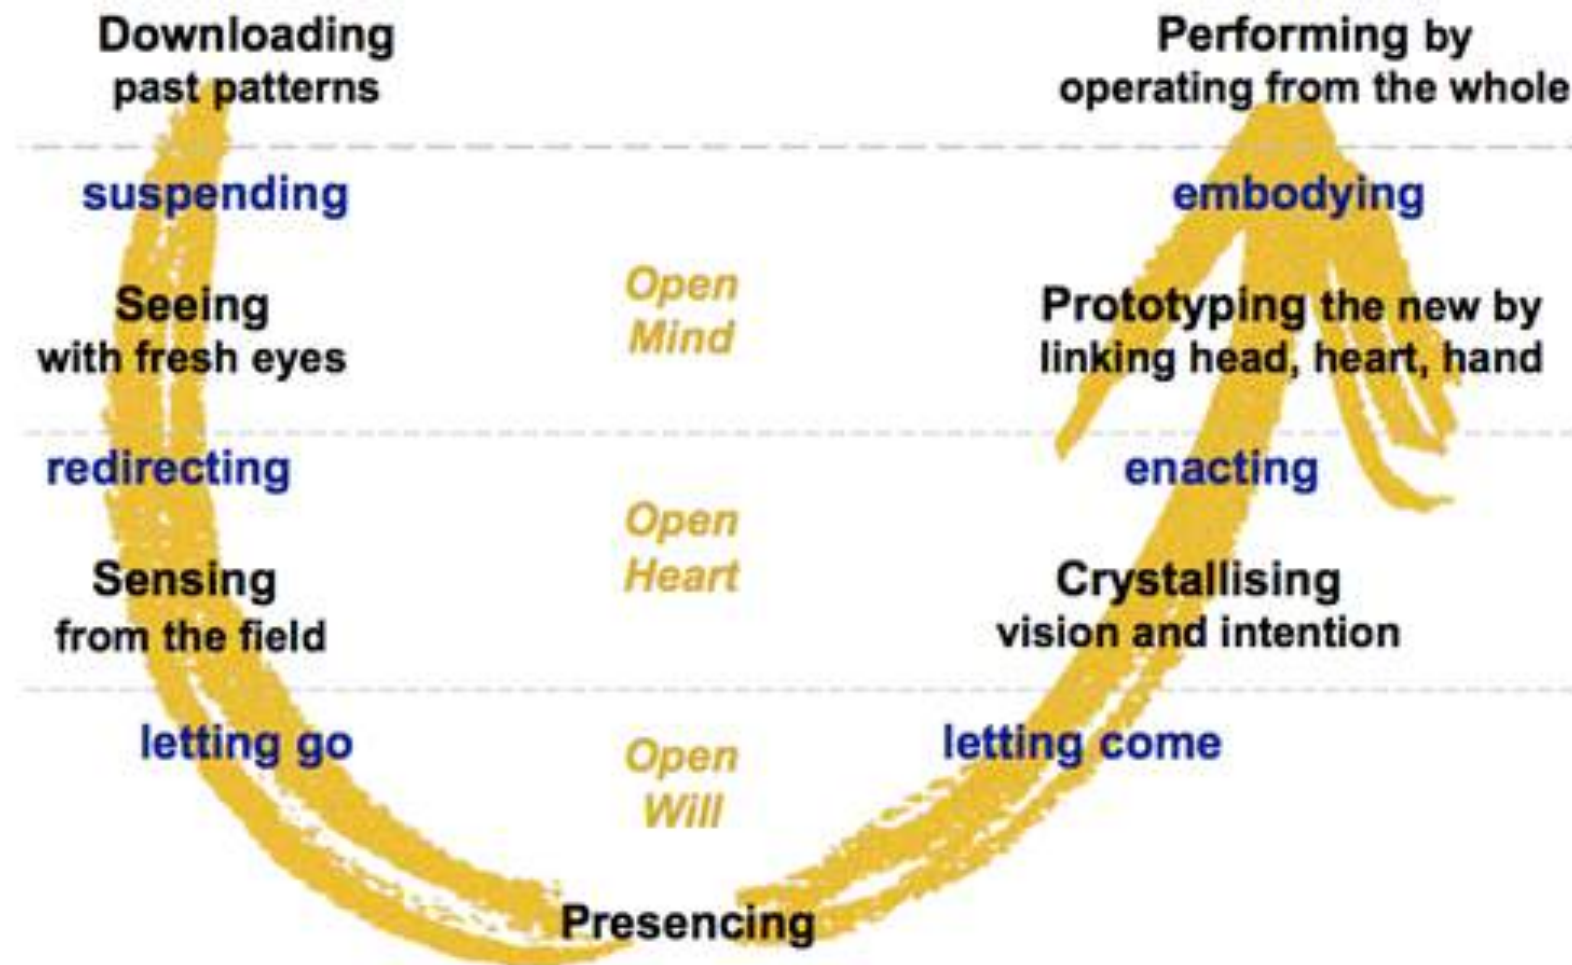 Downloading
past patterns
Performing by
operating from the whole
suspending
embodying
Seeing
with fresh eyes
Open
Mind
Prototyping the new by
linking head, heart, hand
redirecting
enacting
Open
Heart
Sensing
from the field
Crystallising
vision and intention
letting go
Open
Will
letting come
Presencing